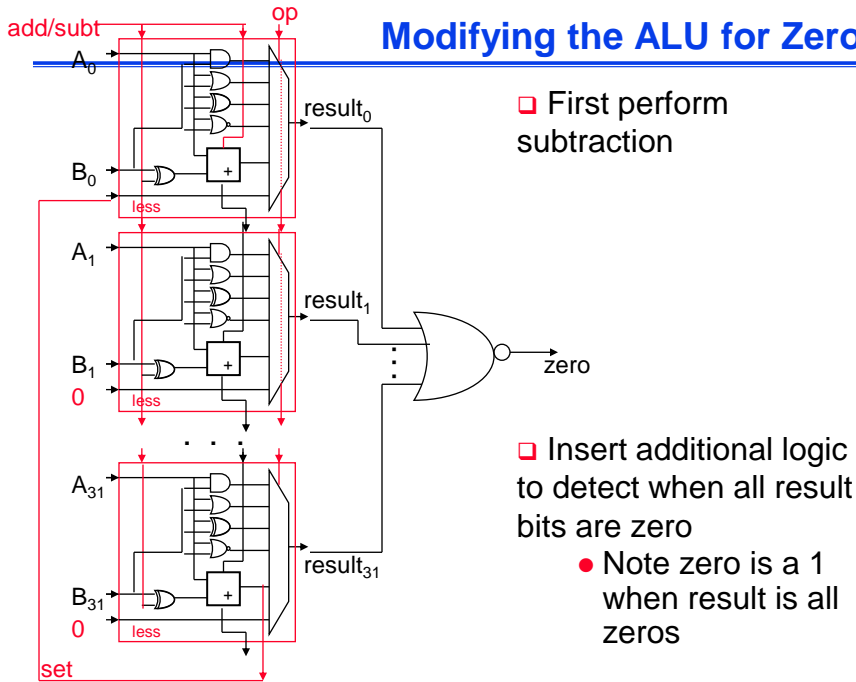 add/subt
op
Modifying the ALU for Zero
A0
result0
B0
+
less
A1
result1
B1
+
0
less
. . .
A31
result31
B31
+
0
less
set
zero
❑ First perform
subtraction
❑ Insert additional logic
to detect when all result
bits are zero
● Note zero is a 1
when result is all
zeros